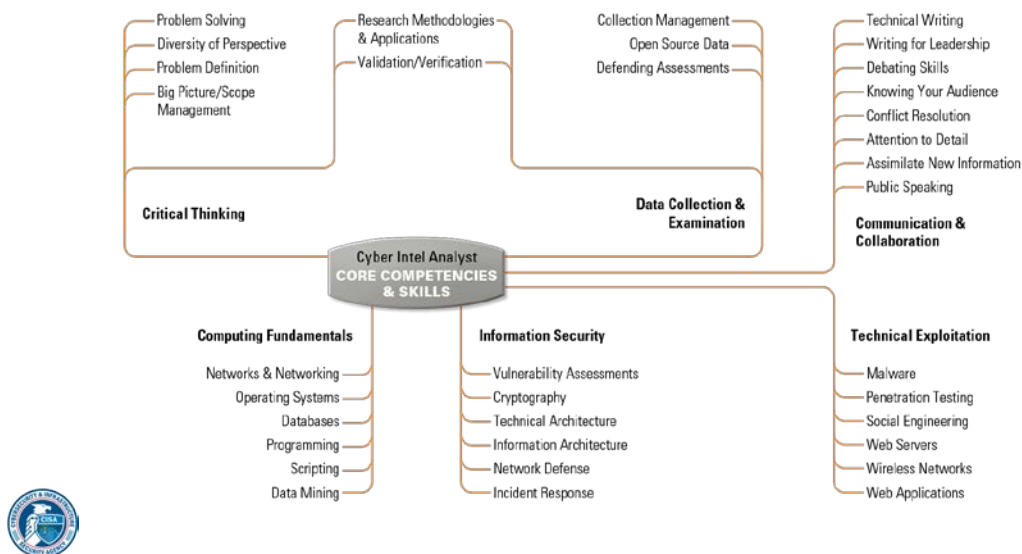 Problem Solving
Diversity of Perspective
Problem Definition
Big Picture/Scope
Management
Research Methodologies
& Applications
Validation/Verification
Collection Management
Open Source Data
Defending Assessments
Technical Writing
Writing for Leadership
Debating Skills
Knowing Your Audience
Conflict Resolution
Attention to Detail
Assimilate New Information
Public Speaking
Critical Thinking
Data Collection &
Examination
Communication &
Collaboration
Cyber Intel Analyst
CORE COMPETENCIES
& SKILLS
Computing Fundamentals
Networks & Networking
Operating Systems
Databases
Programming
Scripting
Data Mining
Information Security
Vulnerability Assessments
Cryptography
Technical Architecture
Information Architecture
Network Defense
Incident Response
Technical Exploitation
Malware
Penetration Testing
Social Engineering
Web Servers
Wireless Networks
Web Applications
CYBERSECURITY & INFRASTRUCTURE
SECURITY AGENCY
CISA